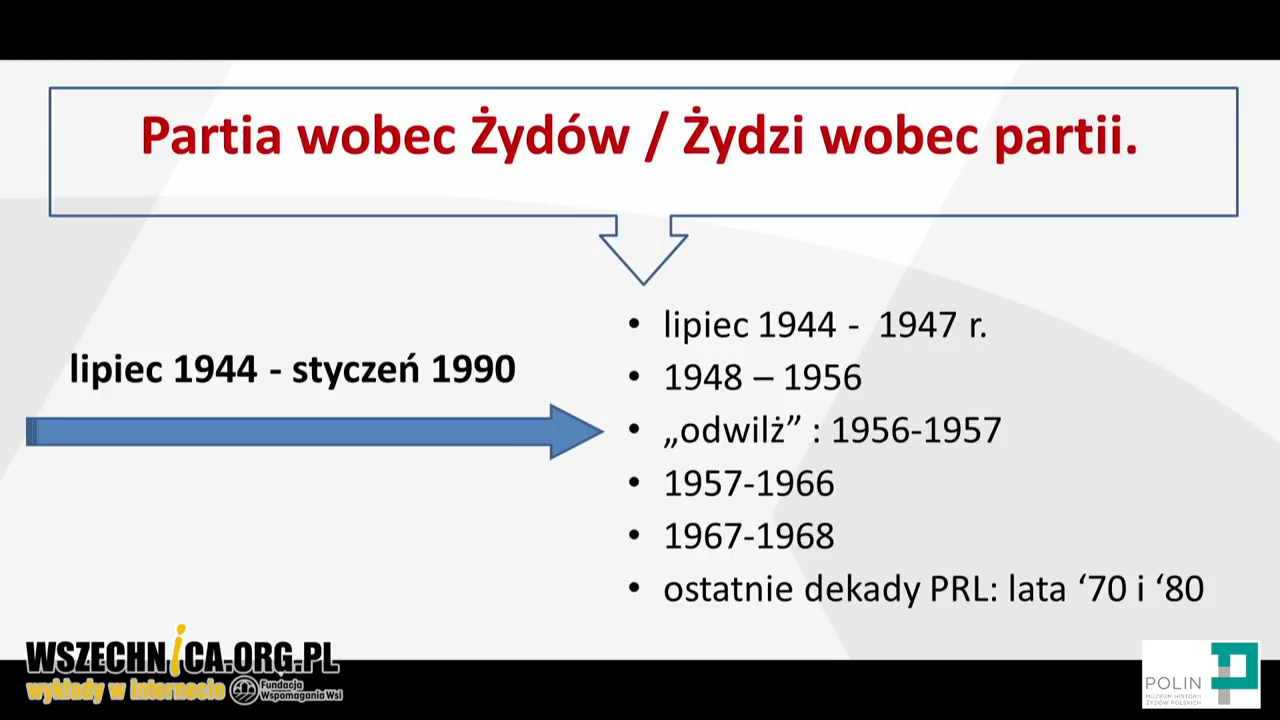 Partia wobec Żydów / Żydzi wobec partii.
lipiec 1944 - styczeń 1990
• lipiec 1944 - 1947 r.
• 1948 – 1956
• „odwilż” : 1956-1957
• 1957-1966
• 1967-1968
• ostatnie dekady PRL: lata ‘70 i ‘80
WSZECHNiCA.ORG.PL
wykłady w internecie
Fundacja
Wspomagania Wsi
POLIN
MUZEUM HISTORII
ŻYDÓW POLSKICH